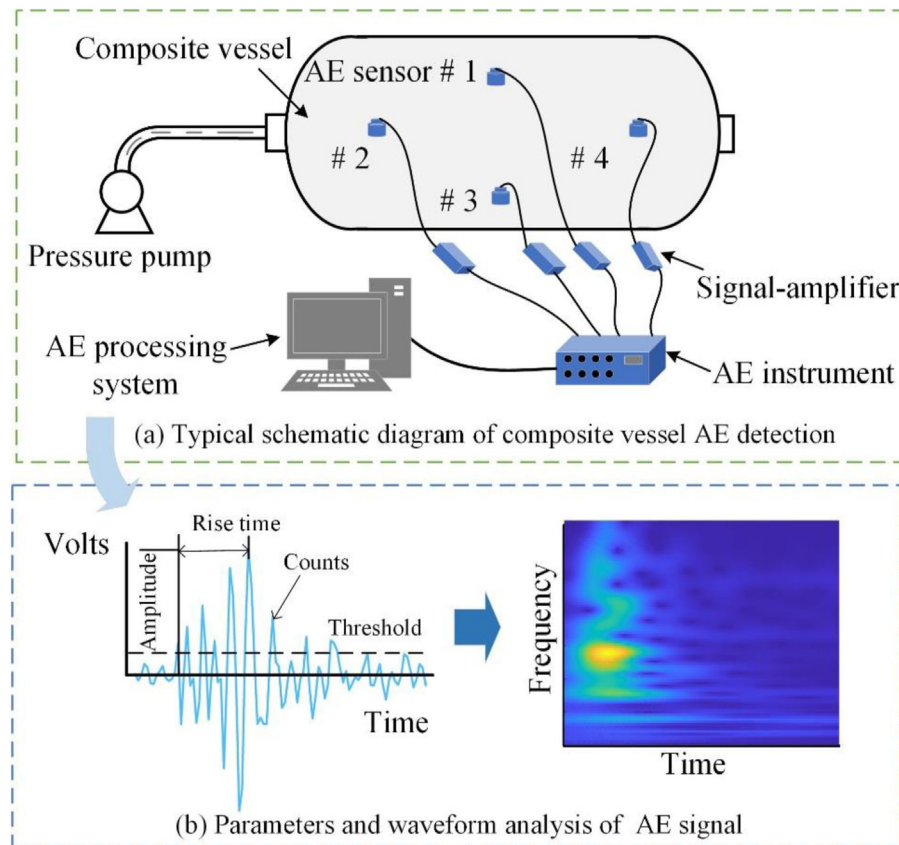 Composite
vessel
AE sensor # 1
# 2
# 4
# 3
Pressure pump
Signal-amplifier
AE processing
system
AE instrument
(a) Typical schematic diagram of composite vessel AE detection
Volts
Rise time
Amplitude
Counts
Threshold
Time
Frequency
Time
(b) Parameters and waveform analysis of AE signal